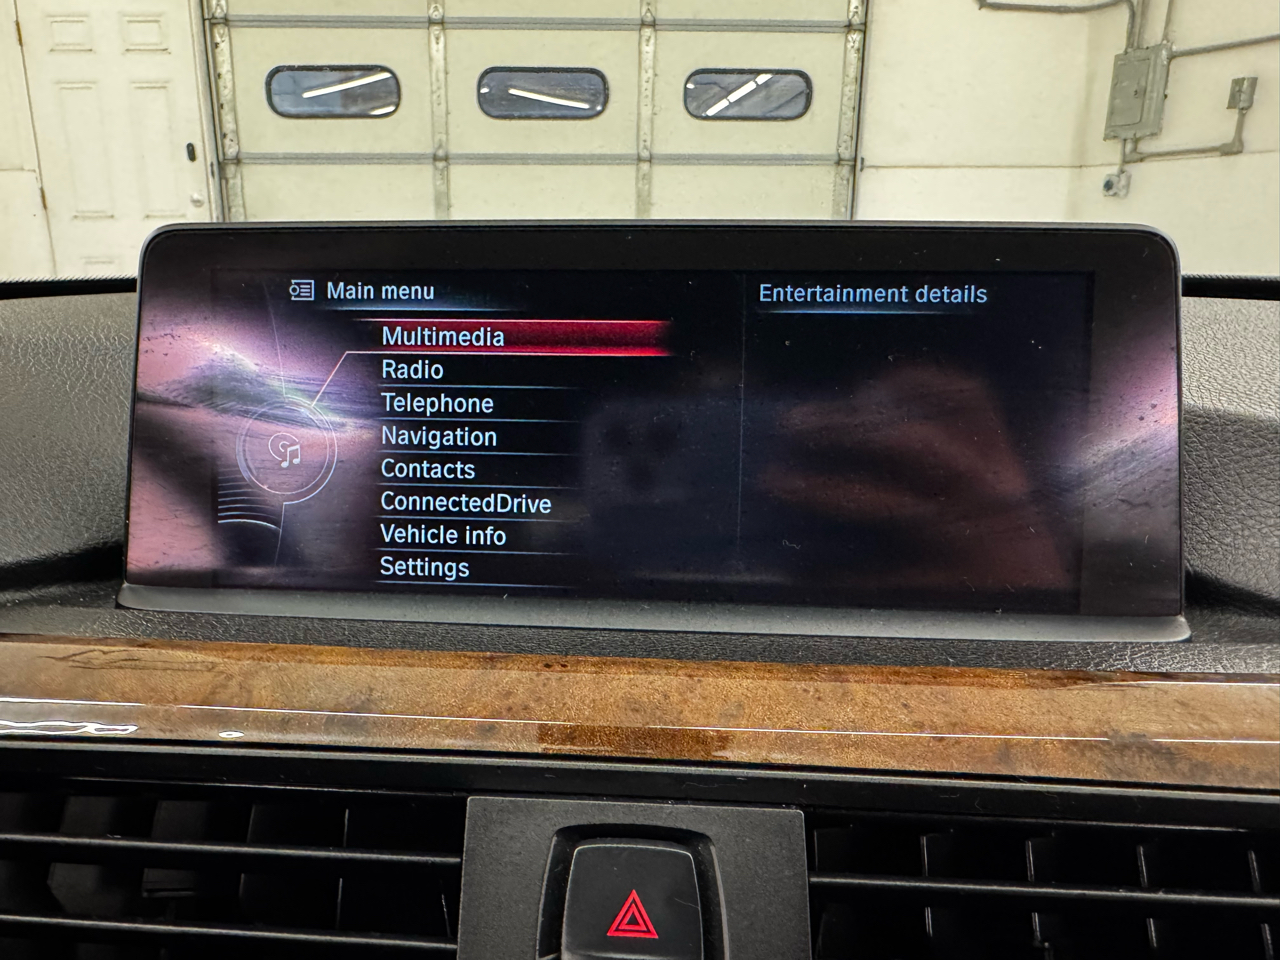 Main menu
Entertainment details
Multimedia
Radio
Telephone
Navigation
Contacts
ConnectedDrive
Vehicle info
Settings